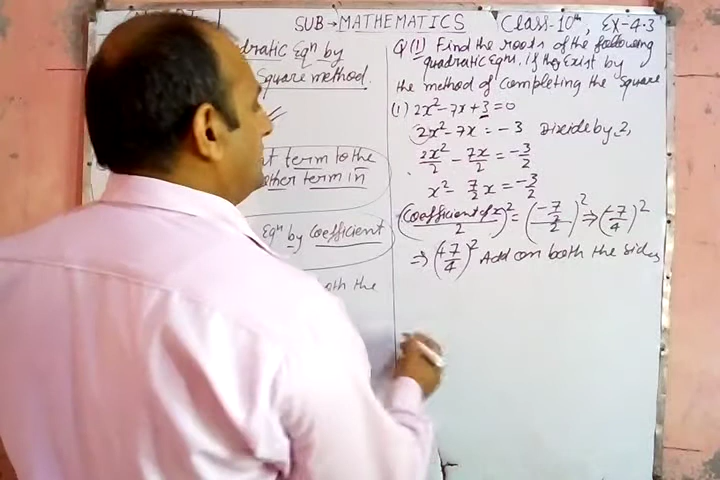 SUB→MATHEMATICS Class-10th, Ex-4.3
dratic Eqn by
Square method.
term to the
other term in
Eqn by Coefficient
both the
Q(1) Find the roots of the following
quadratic Eqns, if they Exist by
the method of completing the square
(1) 2x²-7x+3=0
2x²-7x = -3 Divide by 2,
2x²/2 - 7x/2 = -3/2
x² - 7/2 x = -3/2
(Coefficient of x/2)² = (-7/2/2)² ⇒ (-7/4)²
⇒ (+7/4)² Add on both the sides